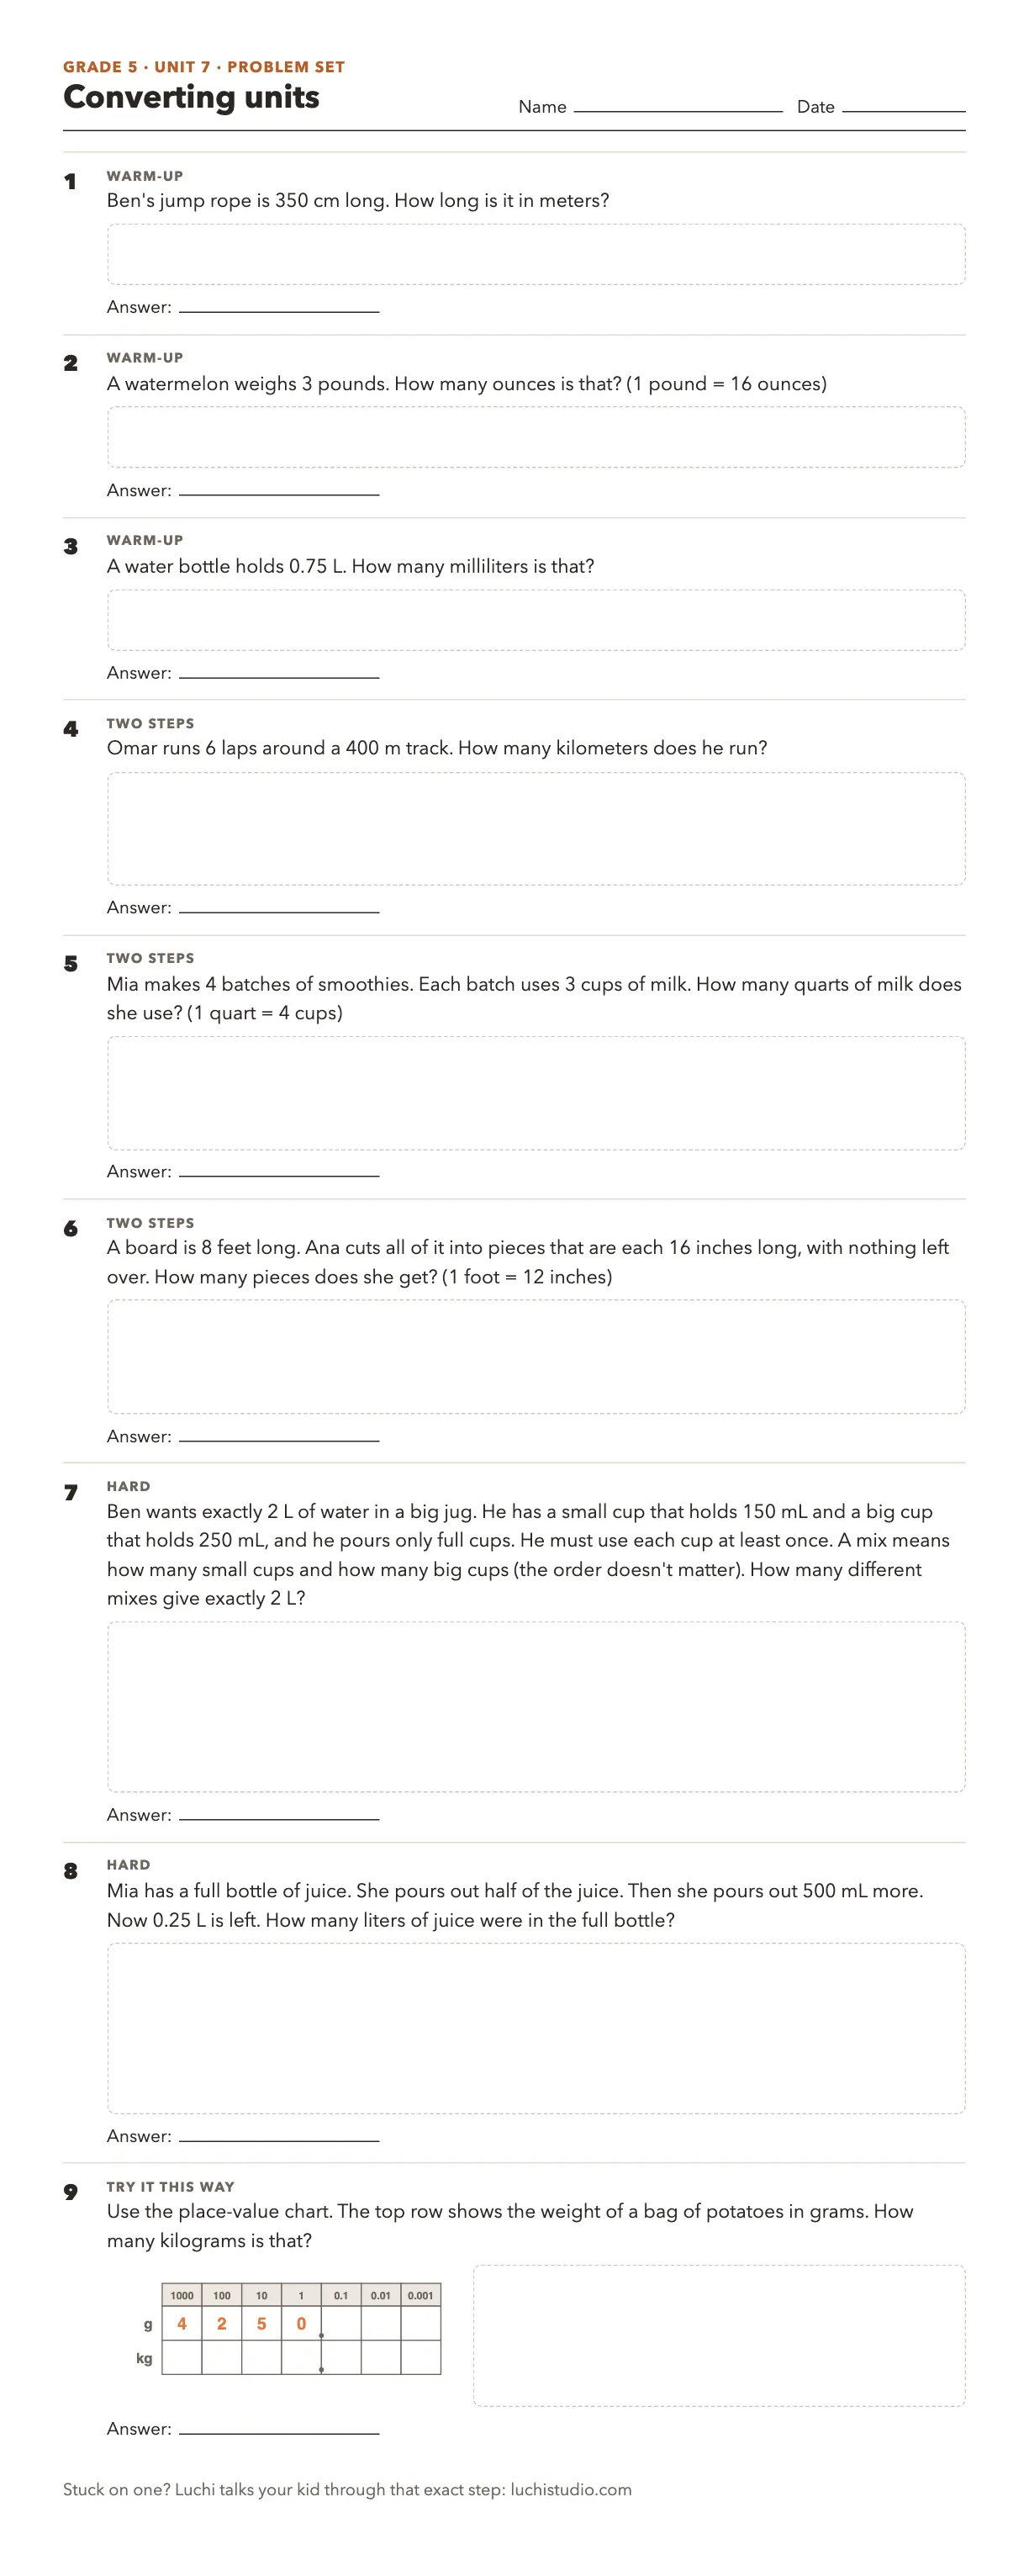 GRADE 5 · UNIT 7 · PROBLEM SET
Converting units
Name Date
1
WARM-UP
Ben's jump rope is 350 cm long. How long is it in meters?
Answer:
2
WARM-UP
A watermelon weighs 3 pounds. How many ounces is that? (1 pound = 16 ounces)
Answer:
3
WARM-UP
A water bottle holds 0.75 L. How many milliliters is that?
Answer:
4
TWO STEPS
Omar runs 6 laps around a 400 m track. How many kilometers does he run?
Answer:
5
TWO STEPS
Mia makes 4 batches of smoothies. Each batch uses 3 cups of milk. How many quarts of milk does
she use? (1 quart = 4 cups)
Answer:
6
TWO STEPS
A board is 8 feet long. Ana cuts all of it into pieces that are each 16 inches long, with nothing left
over. How many pieces does she get? (1 foot = 12 inches)
Answer:
7
HARD
Ben wants exactly 2 L of water in a big jug. He has a small cup that holds 150 mL and a big cup
that holds 250 mL, and he pours only full cups. He must use each cup at least once. A mix means
how many small cups and how many big cups (the order doesn't matter). How many different
mixes give exactly 2 L?
Answer:
8
HARD
Mia has a full bottle of juice. She pours out half of the juice. Then she pours out 500 mL more.
Now 0.25 L is left. How many liters of juice were in the full bottle?
Answer:
9
TRY IT THIS WAY
Use the place-value chart. The top row shows the weight of a bag of potatoes in grams. How
many kilograms is that?
1000 100 10 1 0.1 0.01 0.001
g 4 2 5 0 .
kg .
Answer:
Stuck on one? Luchi talks your kid through that exact step: luchistudio.com